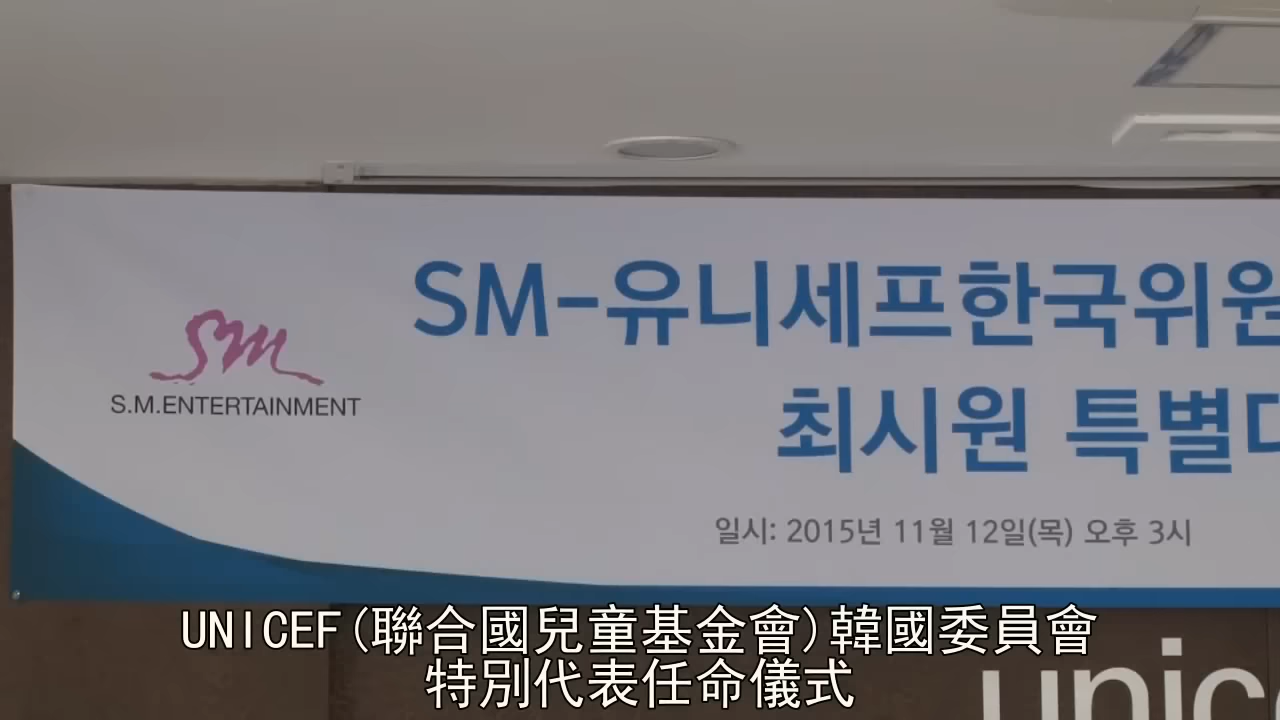 SM-유니세프한국위원
최시원 특별대
SM
S.M.ENTERTAINMENT
일시: 2015년 11월 12일(목) 오후 3시
UNICEF(聯合國兒童基金會)韓國委員會
特別代表任命儀式
unic